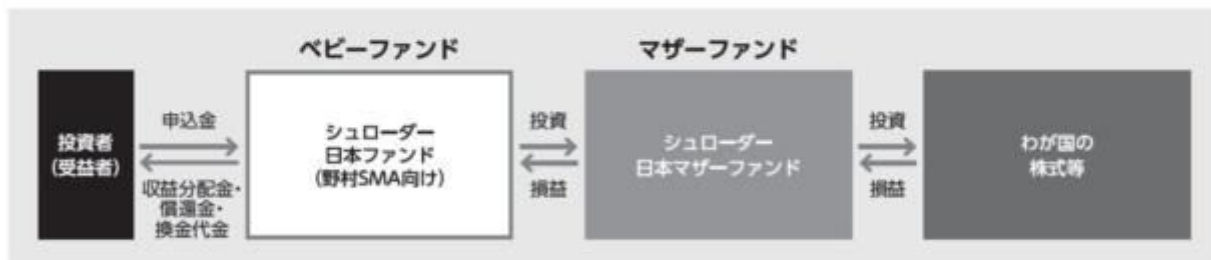 ベビーファンド
マザーファンド
投資者
(受益者)
申込金
収益分配金・
償還金・
換金代金
シュローダー
日本ファンド
(野村SMA向け)
投資
損益
シュローダー
日本マザーファンド
投資
損益
わが国の
株式等